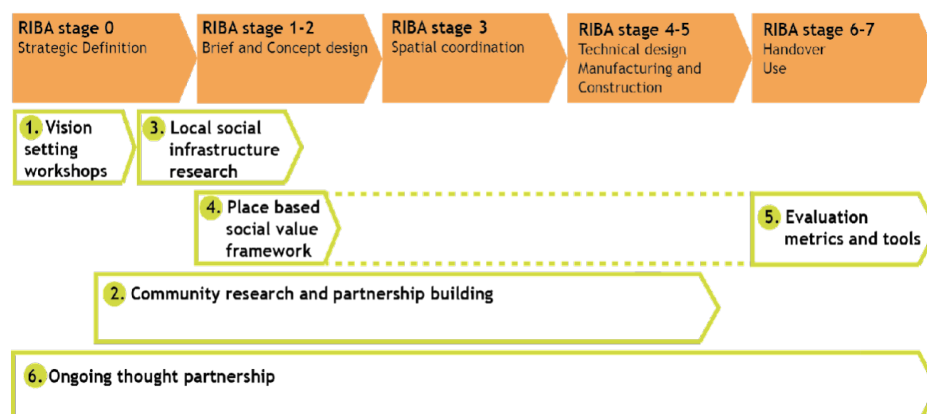 RIBA stage 0
Strategic Definition
RIBA stage 1-2
Brief and Concept design
RIBA stage 3
Spatial coordination
RIBA stage 4-5
Technical design
Manufacturing and
Construction
RIBA stage 6-7
Handover
Use
1. Vision
setting
workshops
3. Local social
infrastructure
research
4. Place based
social value
framework
5. Evaluation
metrics and tools
2. Community research and partnership building
6. Ongoing thought partnership